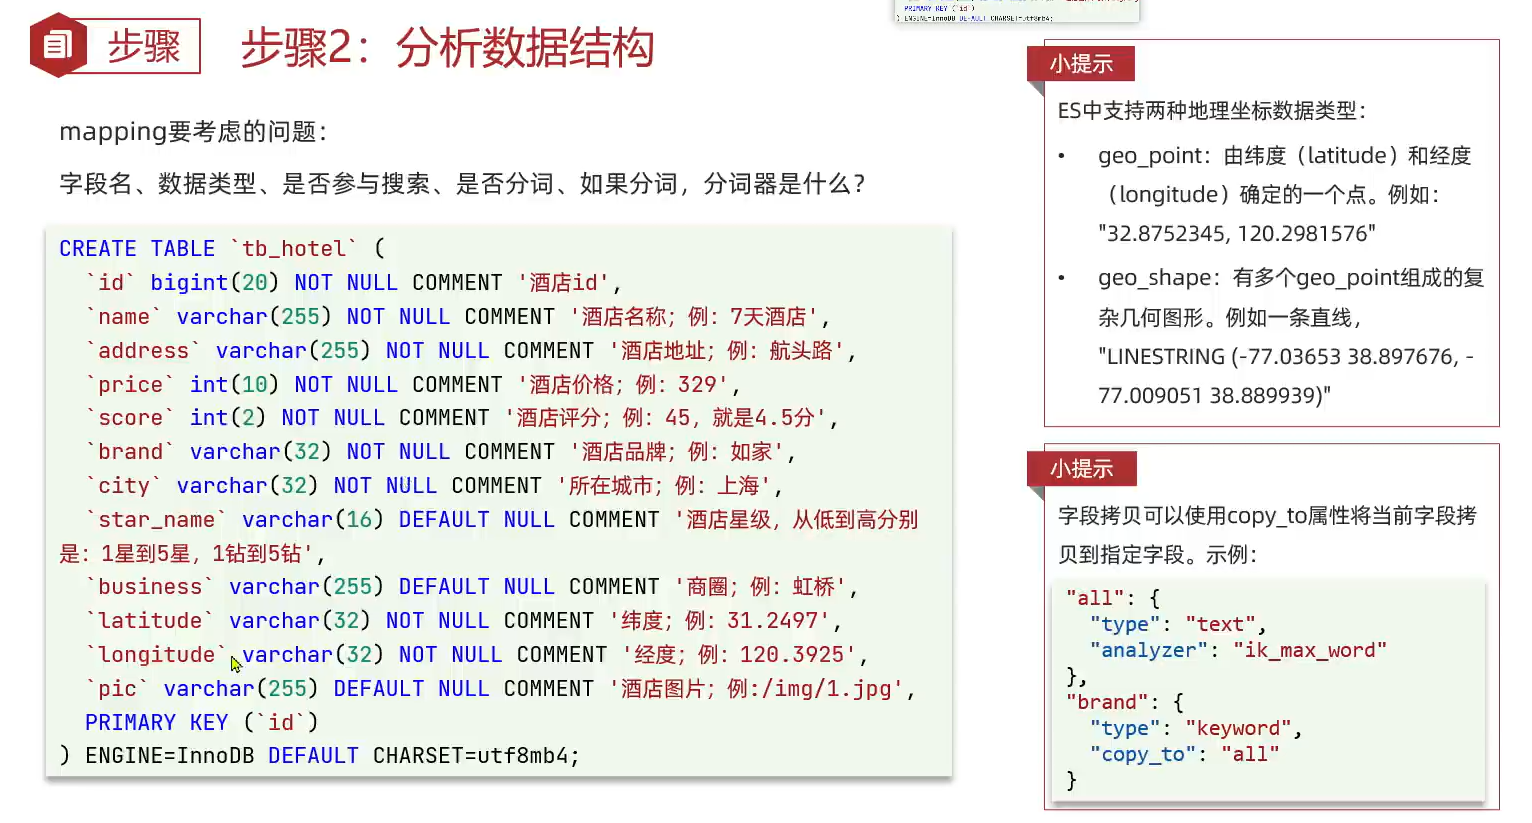 PRIMARY KEY (`id`)
) ENGINE=InnoDB DEFAULT CHARSET=utf8mb4;
步骤
步骤2：分析数据结构
mapping要考虑的问题：
字段名、数据类型、是否参与搜索、是否分词、如果分词，分词器是什么？
CREATE TABLE `tb_hotel` (
`id` bigint(20) NOT NULL COMMENT '酒店id',
`name` varchar(255) NOT NULL COMMENT '酒店名称；例：7天酒店',
`address` varchar(255) NOT NULL COMMENT '酒店地址；例：航头路',
`price` int(10) NOT NULL COMMENT '酒店价格；例：329',
`score` int(2) NOT NULL COMMENT '酒店评分；例：45，就是4.5分',
`brand` varchar(32) NOT NULL COMMENT '酒店品牌；例：如家',
`city` varchar(32) NOT NULL COMMENT '所在城市；例：上海',
`star_name` varchar(16) DEFAULT NULL COMMENT '酒店星级，从低到高分别
是：1星到5星，1钻到5钻',
`business` varchar(255) DEFAULT NULL COMMENT '商圈；例：虹桥',
`latitude` varchar(32) NOT NULL COMMENT '纬度；例：31.2497',
`longitude` varchar(32) NOT NULL COMMENT '经度；例：120.3925',
`pic` varchar(255) DEFAULT NULL COMMENT '酒店图片；例:/img/1.jpg',
PRIMARY KEY (`id`)
) ENGINE=InnoDB DEFAULT CHARSET=utf8mb4;
小提示
ES中支持两种地理坐标数据类型：
• geo_point：由纬度（latitude）和经度
（longitude）确定的一个点。例如：
"32.8752345, 120.2981576"
• geo_shape：有多个geo_point组成的复
杂几何图形。例如一条直线，
"LINESTRING (-77.03653 38.897676, -
77.009051 38.889939)"
小提示
字段拷贝可以使用copy_to属性将当前字段拷
贝到指定字段。示例：
"all": {
"type": "text",
"analyzer": "ik_max_word"
},
"brand": {
"type": "keyword",
"copy_to": "all"
}